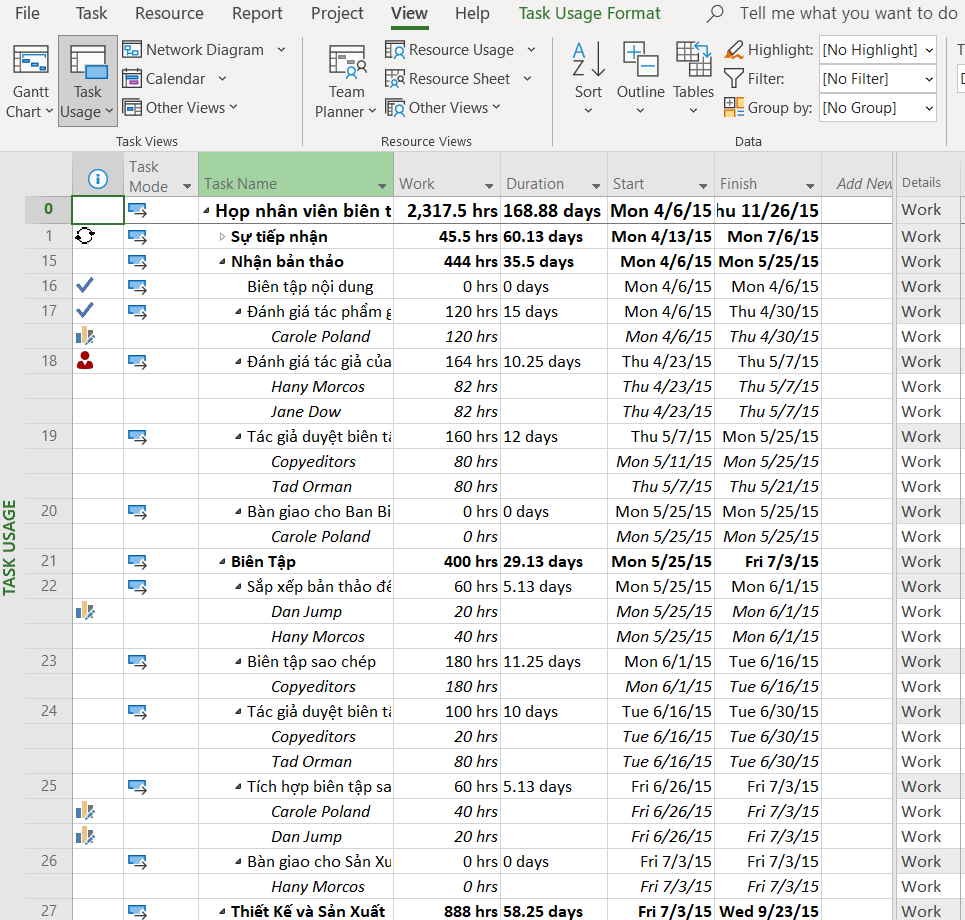 File Task Resource Report Project View Help Task Usage Format Tell me what you want to do
Gantt Chart
Task Usage
Network Diagram
Calendar
Other Views
Task Views
Team Planner
Resource Usage
Resource Sheet
Other Views
Resource Views
Sort
Outline
Tables
Highlight: [No Highlight]
Filter: [No Filter]
Group by: [No Group]
Data
Task Mode Task Name Work Duration Start Finish Add New Details
0 Họp nhân viên biên t 2,317.5 hrs 168.88 days Mon 4/6/15 hu 11/26/15 Work
1 Sự tiếp nhận 45.5 hrs 60.13 days Mon 4/13/15 Mon 7/6/15 Work
15 Nhận bản thảo 444 hrs 35.5 days Mon 4/6/15 Mon 5/25/15 Work
16 Biên tập nội dung 0 hrs 0 days Mon 4/6/15 Mon 4/6/15 Work
17 Đánh giá tác phẩm g 120 hrs 15 days Mon 4/6/15 Thu 4/30/15 Work
Carole Poland 120 hrs Mon 4/6/15 Thu 4/30/15 Work
18 Đánh giá tác giả của 164 hrs 10.25 days Thu 4/23/15 Thu 5/7/15 Work
Hany Morcos 82 hrs Thu 4/23/15 Thu 5/7/15 Work
Jane Dow 82 hrs Thu 4/23/15 Thu 5/7/15 Work
19 Tác giả duyệt biên tậ 160 hrs 12 days Thu 5/7/15 Mon 5/25/15 Work
Copyeditors 80 hrs Mon 5/11/15 Mon 5/25/15 Work
Tad Orman 80 hrs Thu 5/7/15 Thu 5/21/15 Work
20 Bàn giao cho Ban Bi 0 hrs 0 days Mon 5/25/15 Mon 5/25/15 Work
Carole Poland 0 hrs Mon 5/25/15 Mon 5/25/15 Work
21 Biên Tập 400 hrs 29.13 days Mon 5/25/15 Fri 7/3/15 Work
22 Sắp xếp bản thảo để 60 hrs 5.13 days Mon 5/25/15 Mon 6/1/15 Work
Dan Jump 20 hrs Mon 5/25/15 Mon 6/1/15 Work
Hany Morcos 40 hrs Mon 5/25/15 Mon 6/1/15 Work
23 Biên tập sao chép 180 hrs 11.25 days Mon 6/1/15 Tue 6/16/15 Work
Copyeditors 180 hrs Mon 6/1/15 Tue 6/16/15 Work
24 Tác giả duyệt biên tậ 100 hrs 10 days Tue 6/16/15 Tue 6/30/15 Work
Copyeditors 20 hrs Tue 6/16/15 Tue 6/30/15 Work
Tad Orman 80 hrs Tue 6/16/15 Tue 6/30/15 Work
25 Tích hợp biên tập sa 60 hrs 5.13 days Fri 6/26/15 Fri 7/3/15 Work
Carole Poland 40 hrs Fri 6/26/15 Fri 7/3/15 Work
Dan Jump 20 hrs Fri 6/26/15 Fri 7/3/15 Work
26 Bàn giao cho Sản Xu 0 hrs 0 days Fri 7/3/15 Fri 7/3/15 Work
Hany Morcos 0 hrs Fri 7/3/15 Fri 7/3/15 Work
27 Thiết Kế và Sản Xuất 888 hrs 58.25 days Fri 7/3/15 Wed 9/23/15 Work
TASK USAGE